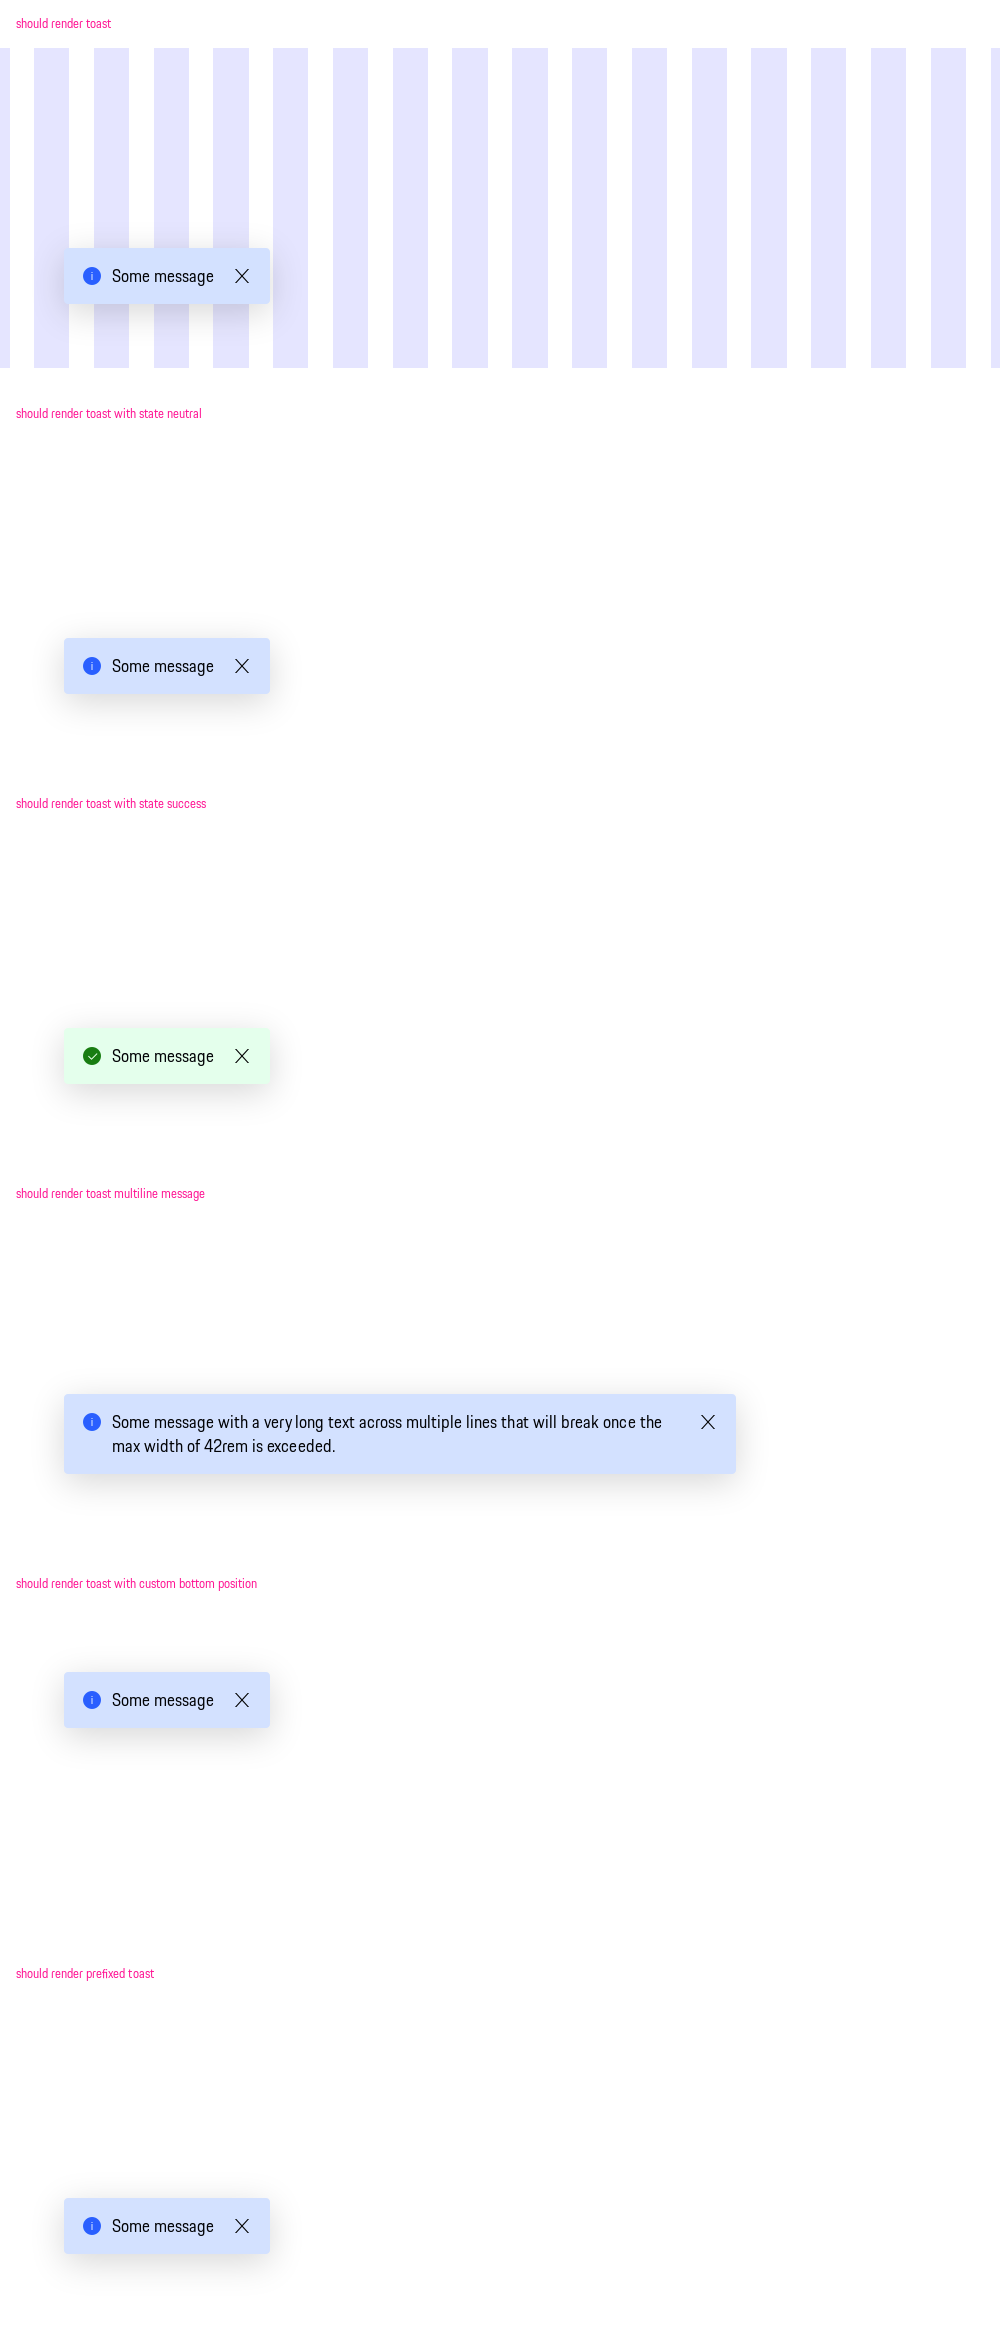 should render toast
Some message
should render toast with state neutral
Some message
should render toast with state success
Some message
should render toast multiline message
Some message with a very long text across multiple lines that will break once the
max width of 42rem is exceeded.
should render toast with custom bottom position
Some message
should render prefixed toast
Some message